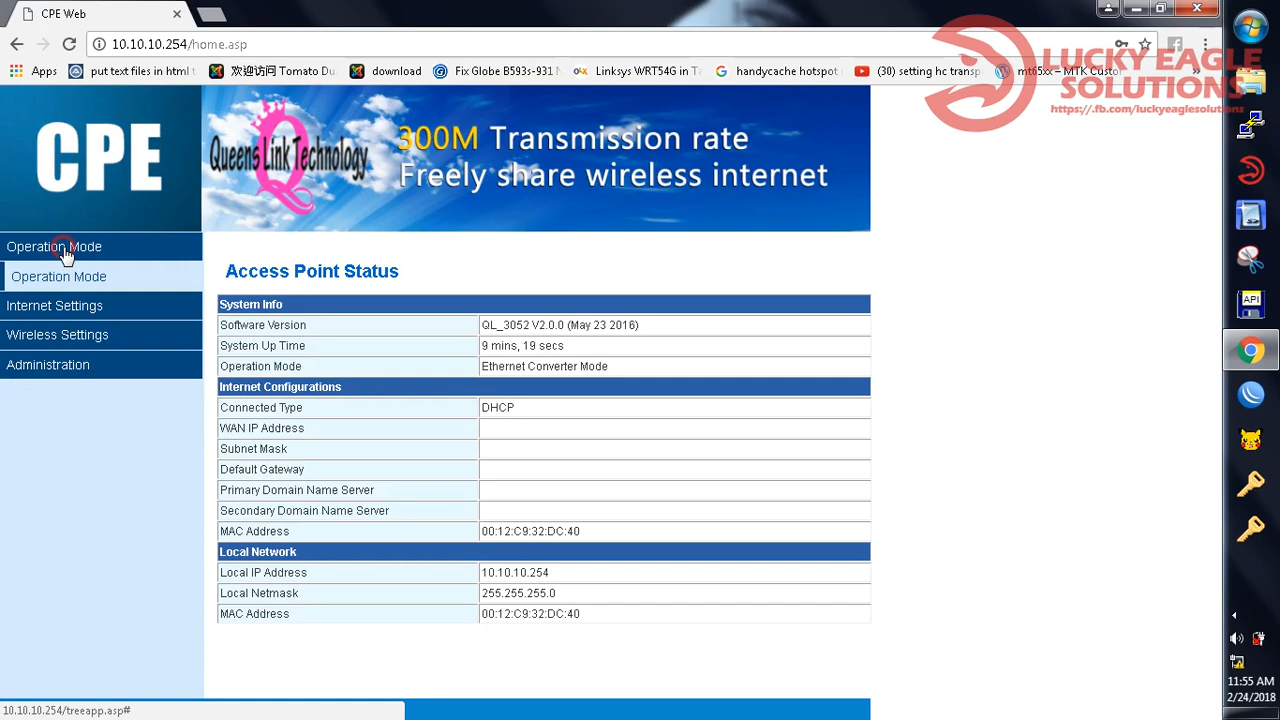 CPE Web
10.10.10.254/home.asp
Apps
put text files in html t
欢迎访问 Tomato Du
download
FlashGlobe B593s-931
Linksys WRT54G in Ta
handycache hotspot
(30) setting hc transp
mt65xx – MTK Custom
LUCKY EAGLE
SOLUTIONS
https://fb.com/luckyeaglesolutions
CPE
Queens Link Technology
300M Transmission rate
Freely share wireless internet
Operation Mode
Operation Mode
Internet Settings
Wireless Settings
Administration
Access Point Status
System Info
Software Version QL_3052 V2.0.0 (May 23 2016)
System Up Time 9 mins, 19 secs
Operation Mode Ethernet Converter Mode
Internet Configurations
Connected Type DHCP
WAN IP Address
Subnet Mask
Default Gateway
Primary Domain Name Server
Secondary Domain Name Server
MAC Address 00:12:C9:32:DC:40
Local Network
Local IP Address 10.10.10.254
Local Netmask 255.255.255.0
MAC Address 00:12:C9:32:DC:40
10.10.10.254/treeapp.asp#
API
11:55 AM
2/24/2018